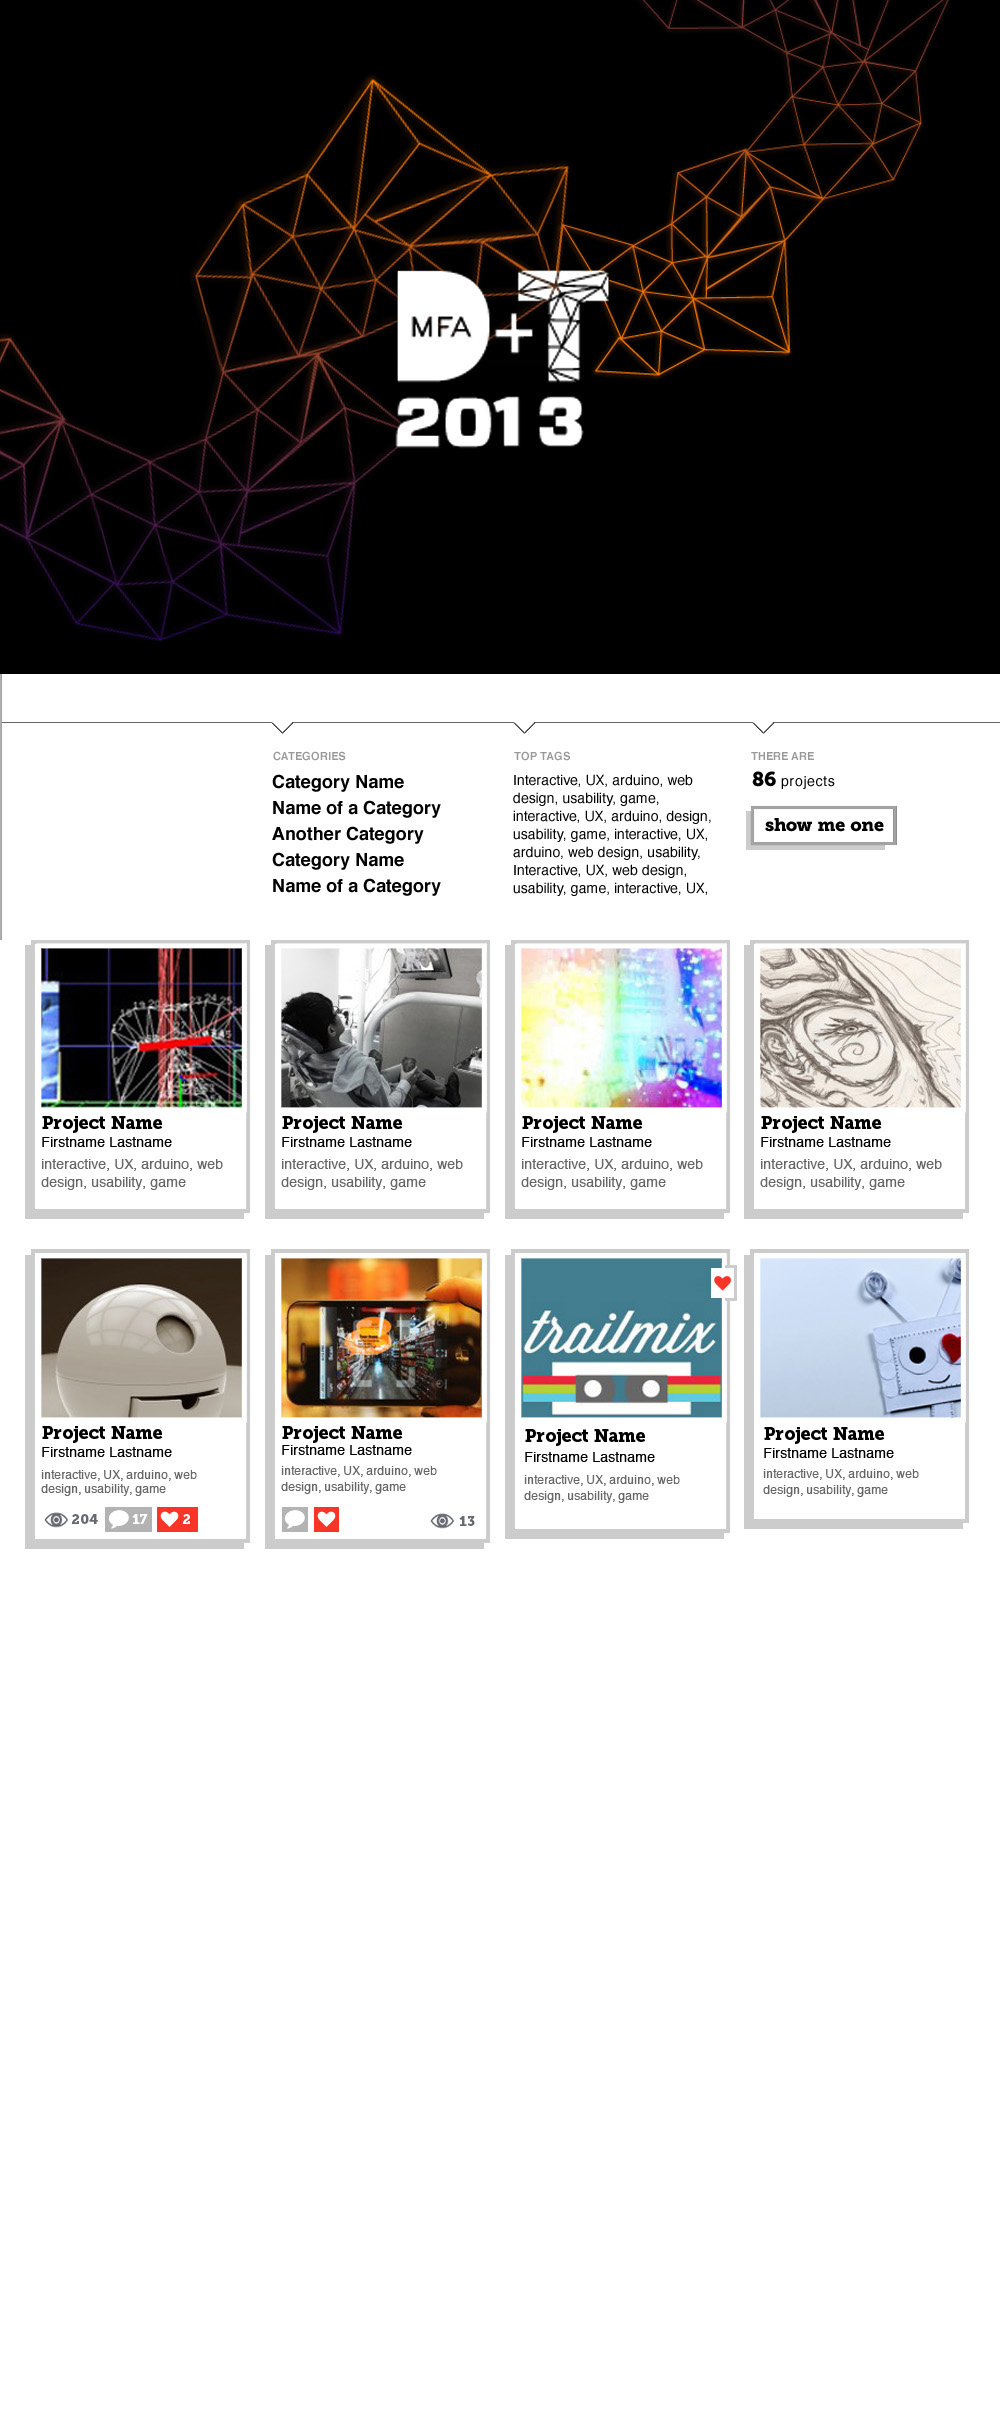 MFA
D+T
2013
CATEGORIES
Category Name
Name of a Category
Another Category
Category Name
Name of a Category
TOP TAGS
Interactive, UX, arduino, web
design, usability, game,
interactive, UX, arduino, design,
usability, game, interactive, UX,
arduino, web design, usability,
Interactive, UX, web design,
usability, game, interactive, UX,
THERE ARE
86 projects
show me one
Project Name
Firstname Lastname
interactive, UX, arduino, web
design, usability, game
Project Name
Firstname Lastname
interactive, UX, arduino, web
design, usability, game
Project Name
Firstname Lastname
interactive, UX, arduino, web
design, usability, game
Project Name
Firstname Lastname
interactive, UX, arduino, web
design, usability, game
Project Name
Firstname Lastname
interactive, UX, arduino, web
design, usability, game
204 17 2
Project Name
Firstname Lastname
interactive, UX, arduino, web
design, usability, game
13
trailmix
Project Name
Firstname Lastname
interactive, UX, arduino, web
design, usability, game
Project Name
Firstname Lastname
interactive, UX, arduino, web
design, usability, game